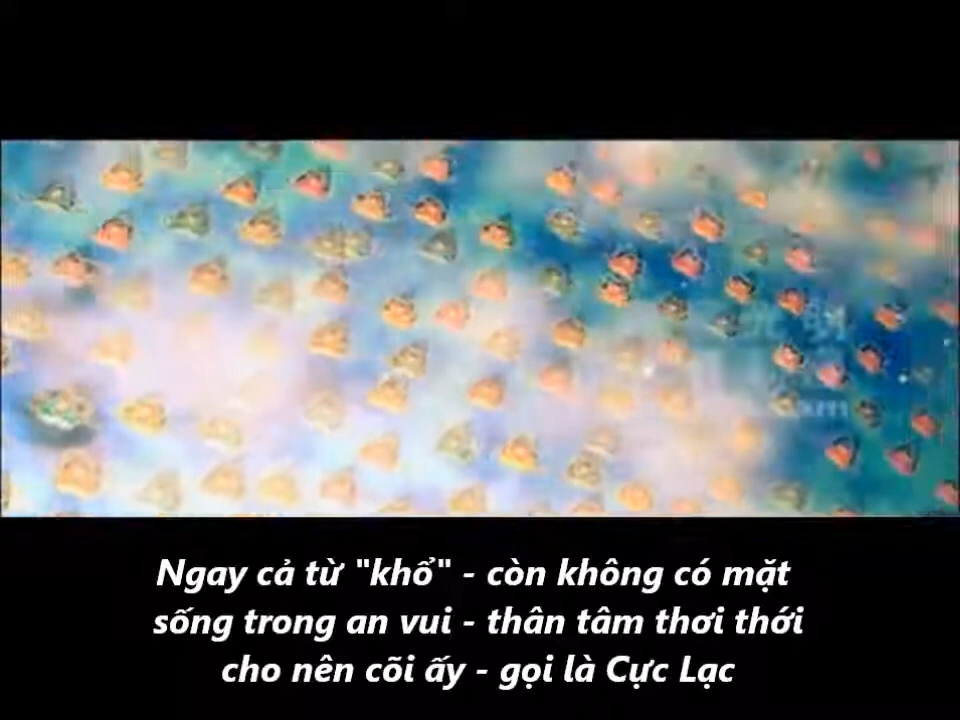 Ngay cả từ "khổ" - còn không có mặt
sống trong an vui - thân tâm thơi thới
cho nên cõi ấy - gọi là Cực Lạc